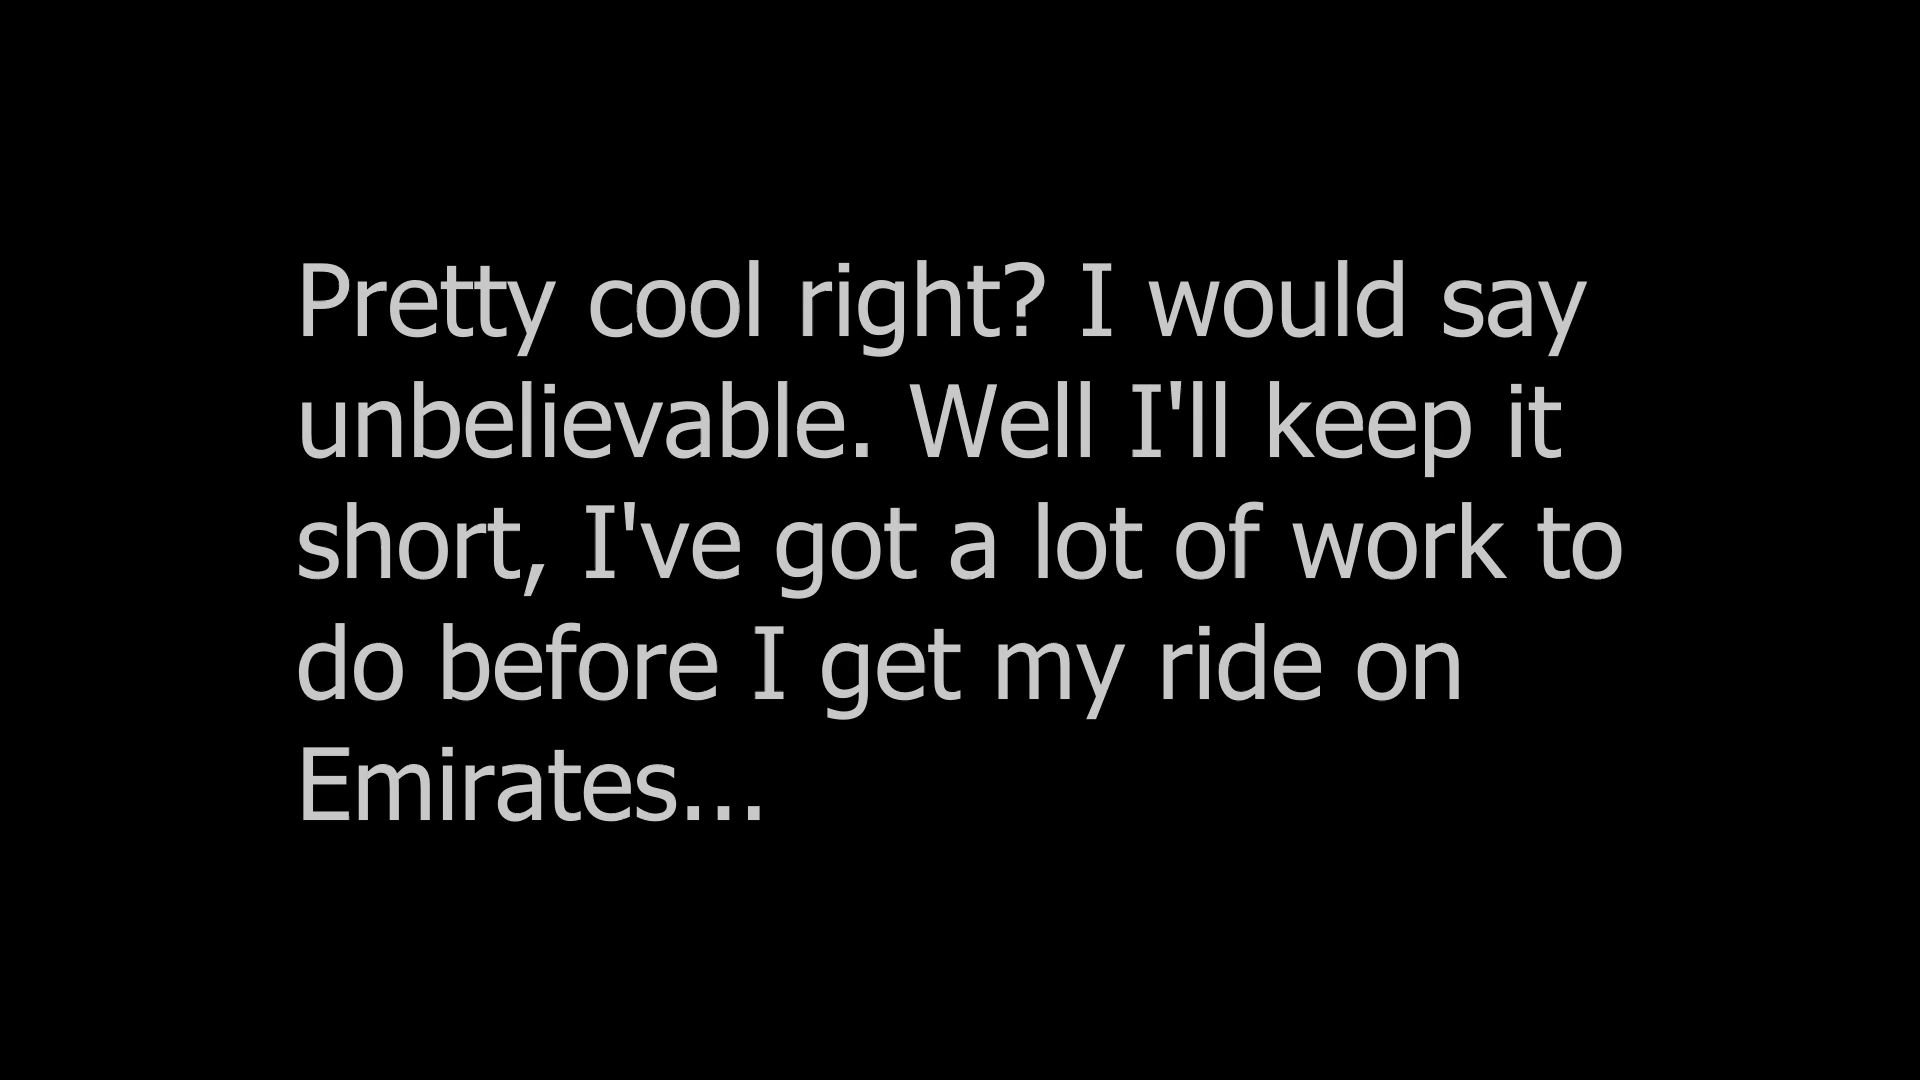 Pretty cool right? I would say
unbelievable. Well I'll keep it
short, I've got a lot of work to
do before I get my ride on
Emirates...